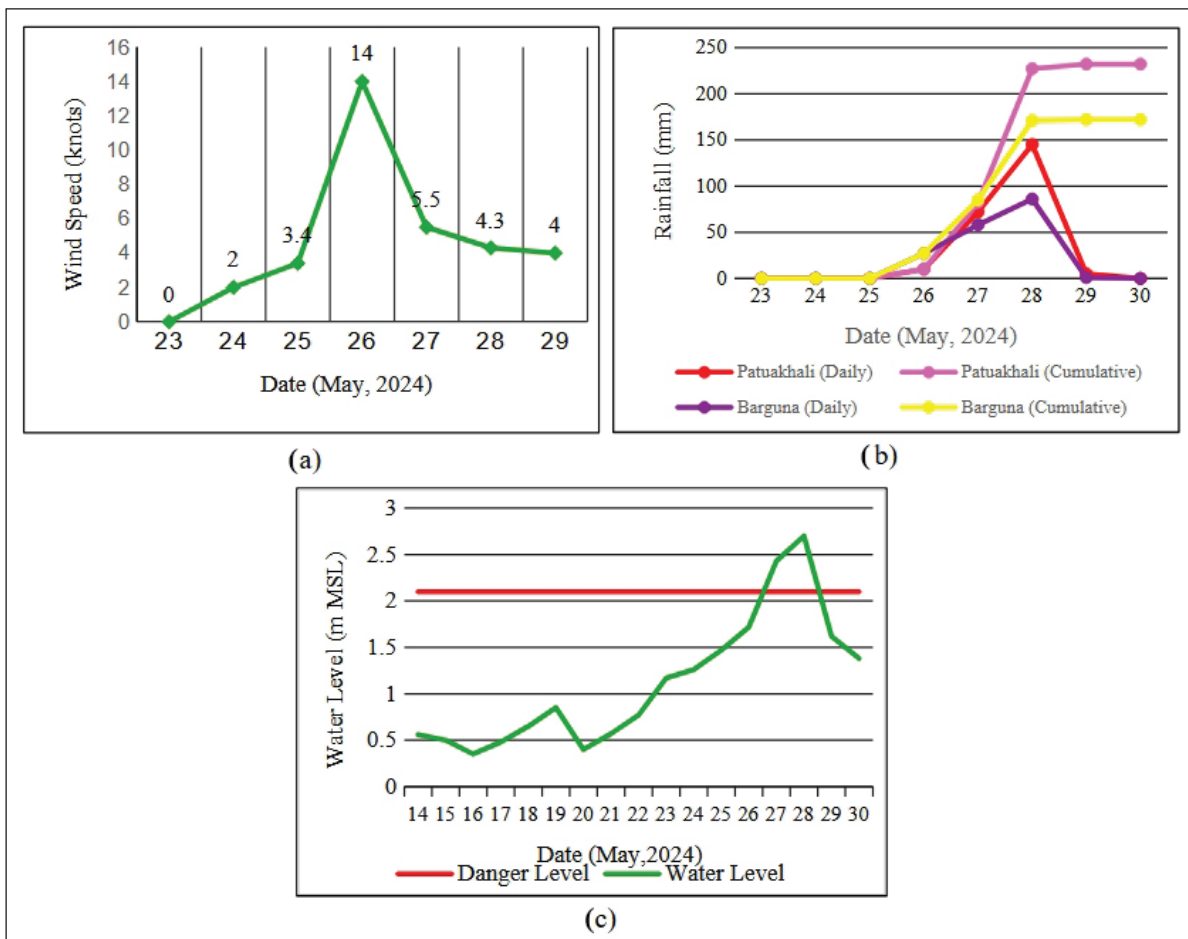 16
14
12
10
8
6
4
2
0
Wind Speed (knots)
0
2
3.4
14
5.5
4.3
4
23 24 25 26 27 28 29
Date (May, 2024)
(a)
250
200
150
100
50
0
Rainfall (mm)
23 24 25 26 27 28 29 30
Date (May, 2024)
Patuakhali (Daily) Patuakhali (Cumulative)
Barguna (Daily) Barguna (Cumulative)
(b)
3
2.5
2
1.5
1
0.5
0
Water Level (m MSL)
14 15 16 17 18 19 20 21 22 23 24 25 26 27 28 29 30
Date (May,2024)
Danger Level Water Level
(c)